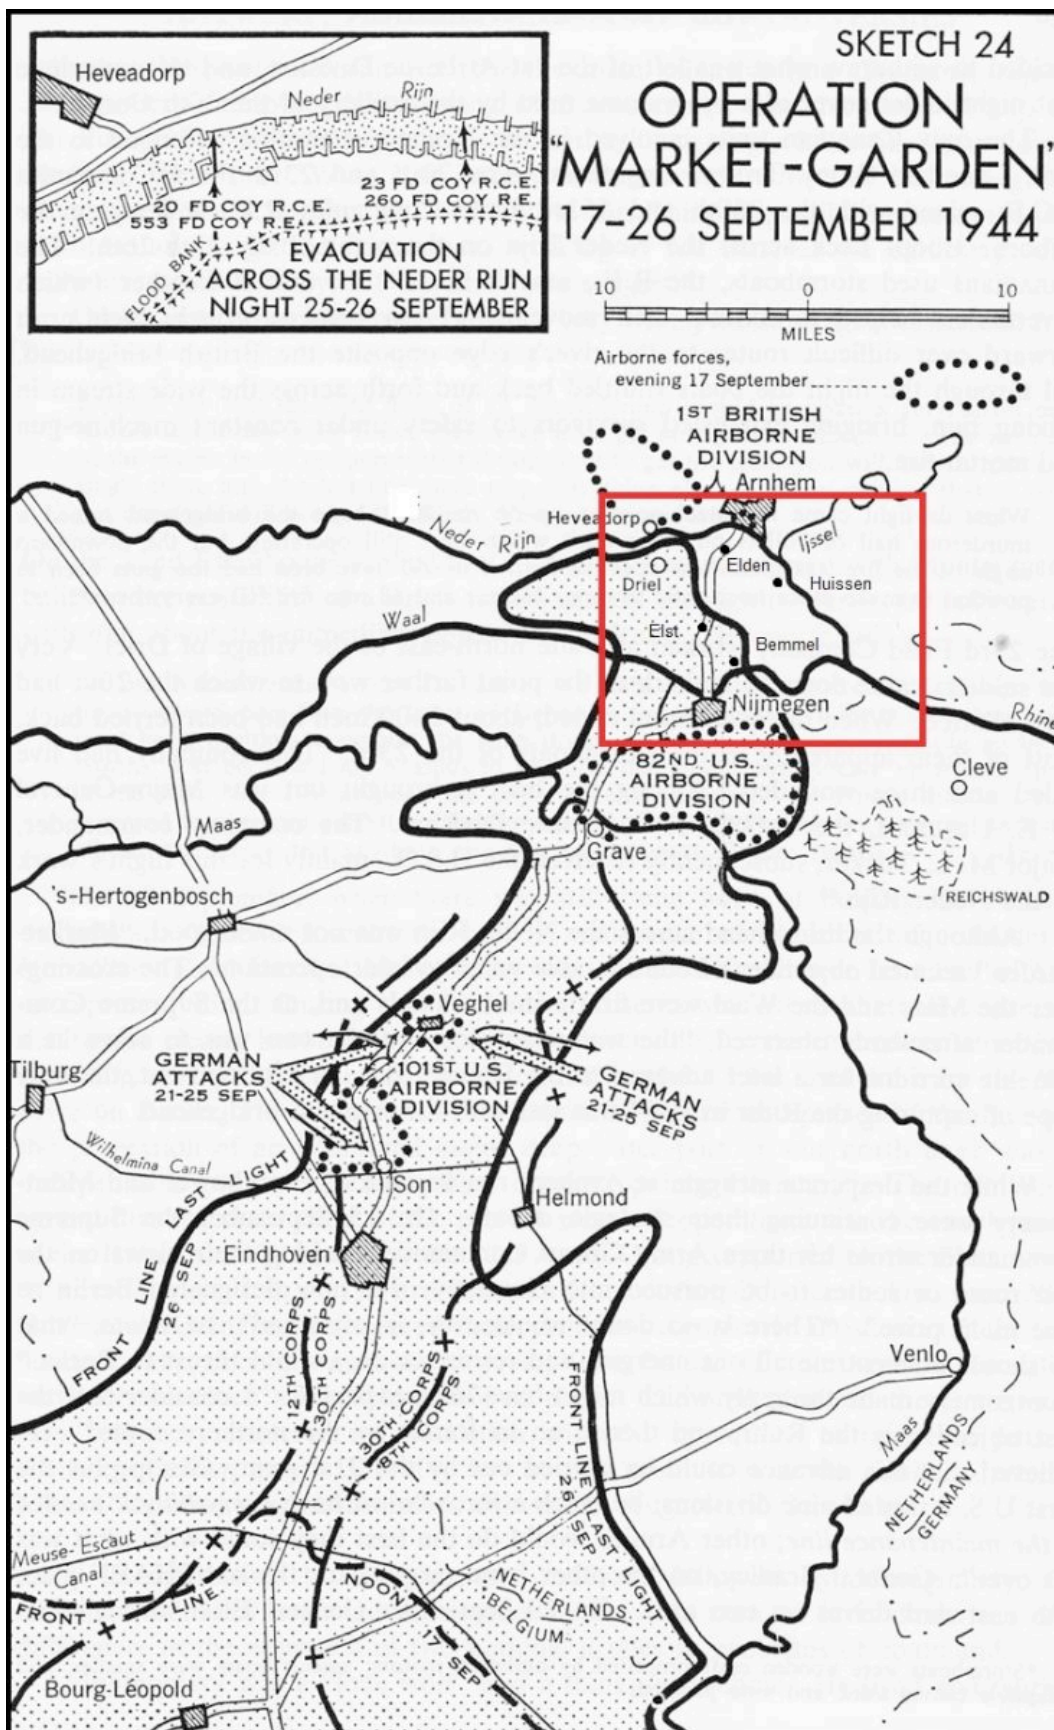 SKETCH 24
OPERATION
"MARKET-GARDEN"
17-26 SEPTEMBER 1944
Heveadorp
Neder Rijn
20 FD COY R.C.E.
553 FD COY R.E.
23 FD COY R.C.E.
260 FD COY R.E.
FLOOD BANK
EVACUATION
ACROSS THE NEDER RIJN
NIGHT 25-26 SEPTEMBER
10 0 10
MILES
Airborne forces,
evening 17 September
1ST BRITISH
AIRBORNE
DIVISION
Arnhem
Heveadorp
Neder Rijn
Ijssel
Elden
Driel
Huissen
Waal
Elst
Bemmel
Nijmegen
Rhine
82ND U.S.
AIRBORNE
DIVISION
Cleve
Maas
Grave
REICHSWALD
's-Hertogenbosch
Veghel
GERMAN
ATTACKS
21-25 SEP
101ST U.S.
AIRBORNE
DIVISION
GERMAN
ATTACKS
21-25 SEP
Tilburg
Wilhelmina Canal
Son
Helmond
Eindhoven
FRONT LINE LAST LIGHT
26 SEP
12TH CORPS
30TH CORPS
30TH CORPS
8TH CORPS
FRONT LINE LAST LIGHT
26 SEP
Venlo
Maas
NETHERLANDS
GERMANY
Meuse-Escaut
Canal
FRONT LINE NOON 17 SEP
NETHERLANDS
BELGIUM
Bourg-Léopold